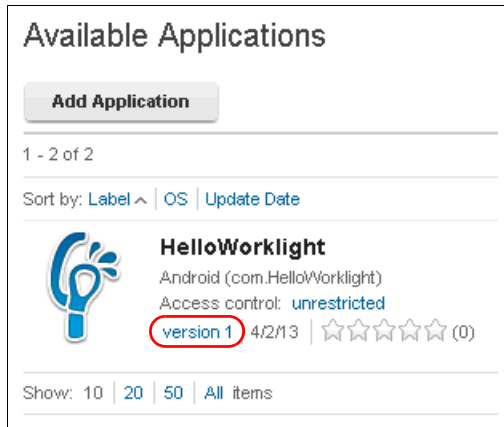 Available Applications
Add Application
1 - 2 of 2
Sort by: Label | OS | Update Date
HelloWorklight
Android (com.HelloWorklight)
Access control: unrestricted
version 1 4/2/13 | (0)
Show: 10 | 20 | 50 | All items